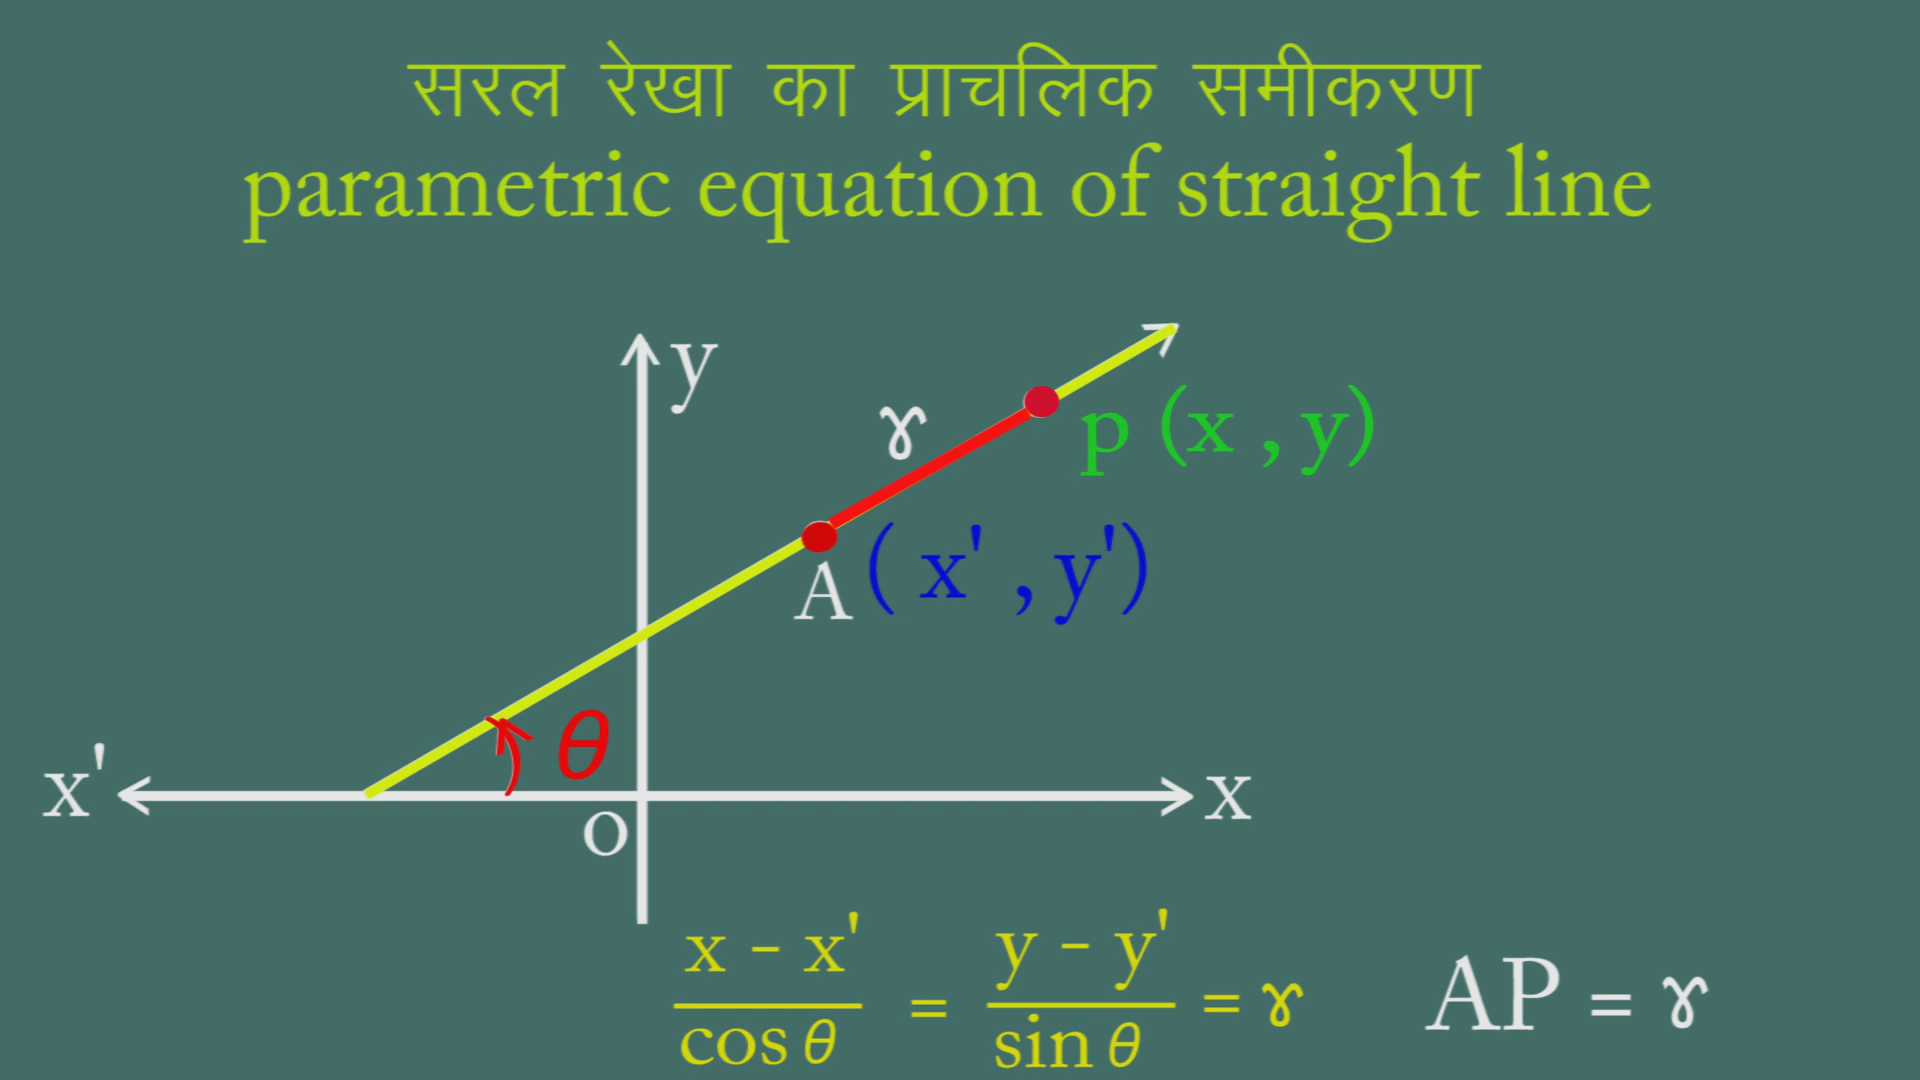 सरल रेखा का प्राचलिक समीकरण
parametric equation of straight line
y
ɤ
p (x , y)
A ( x' , y')
θ
x'
x
o
x - x' / cos θ = y - y' / sin θ = ɤ
AP = ɤ